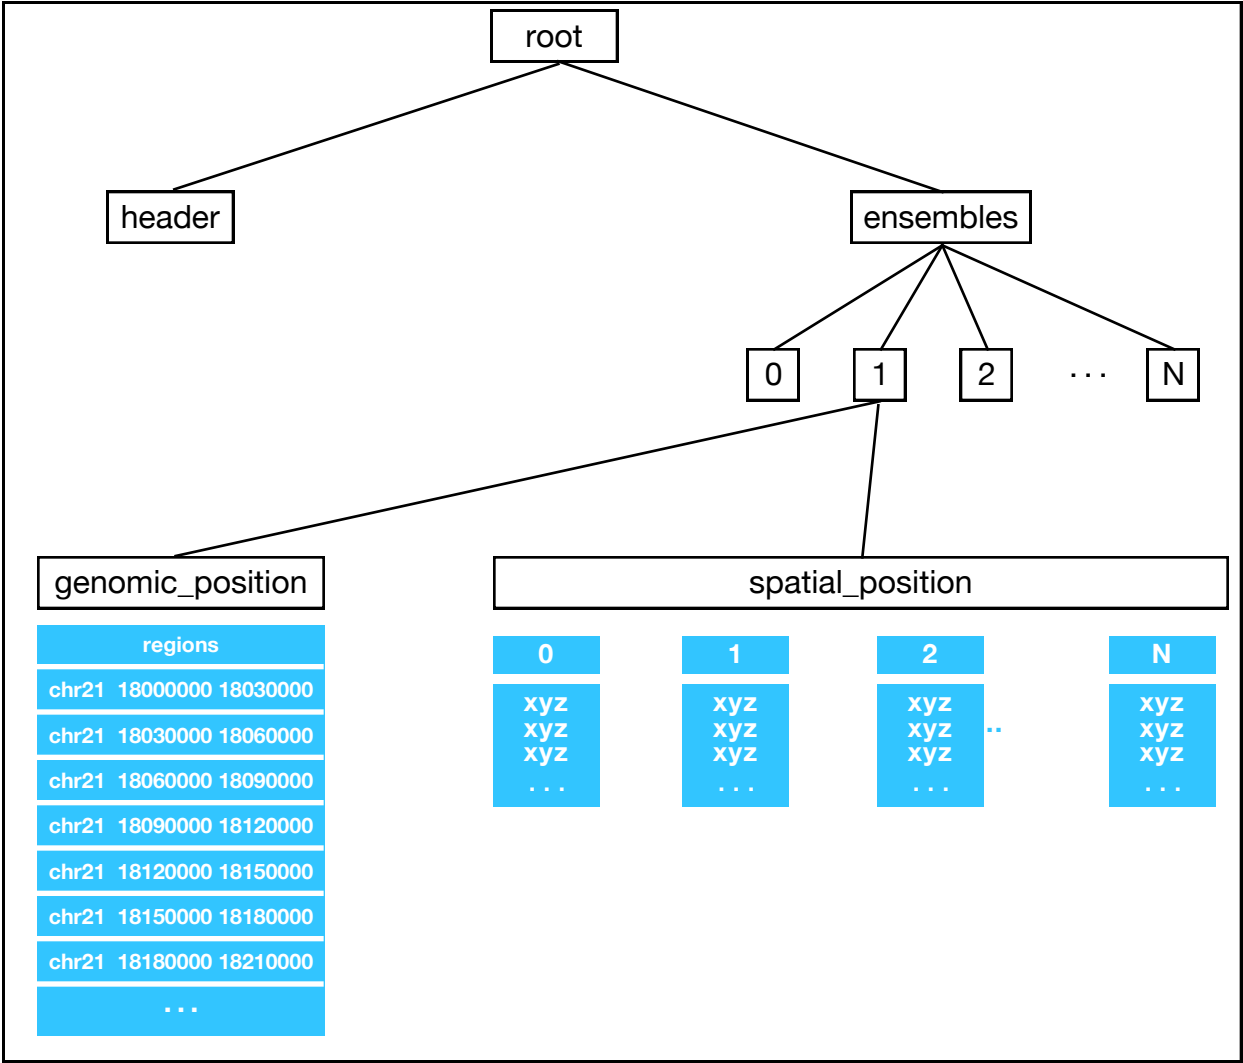 root
header
ensembles
0
1
2
...
N
genomic_position
spatial_position
regions
chr21 18000000 18030000
chr21 18030000 18060000
chr21 18060000 18090000
chr21 18090000 18120000
chr21 18120000 18150000
chr21 18150000 18180000
chr21 18180000 18210000
...
0
xyz
xyz
xyz
...
1
xyz
xyz
xyz
...
2
xyz
xyz
xyz
...
..
N
xyz
xyz
xyz
...